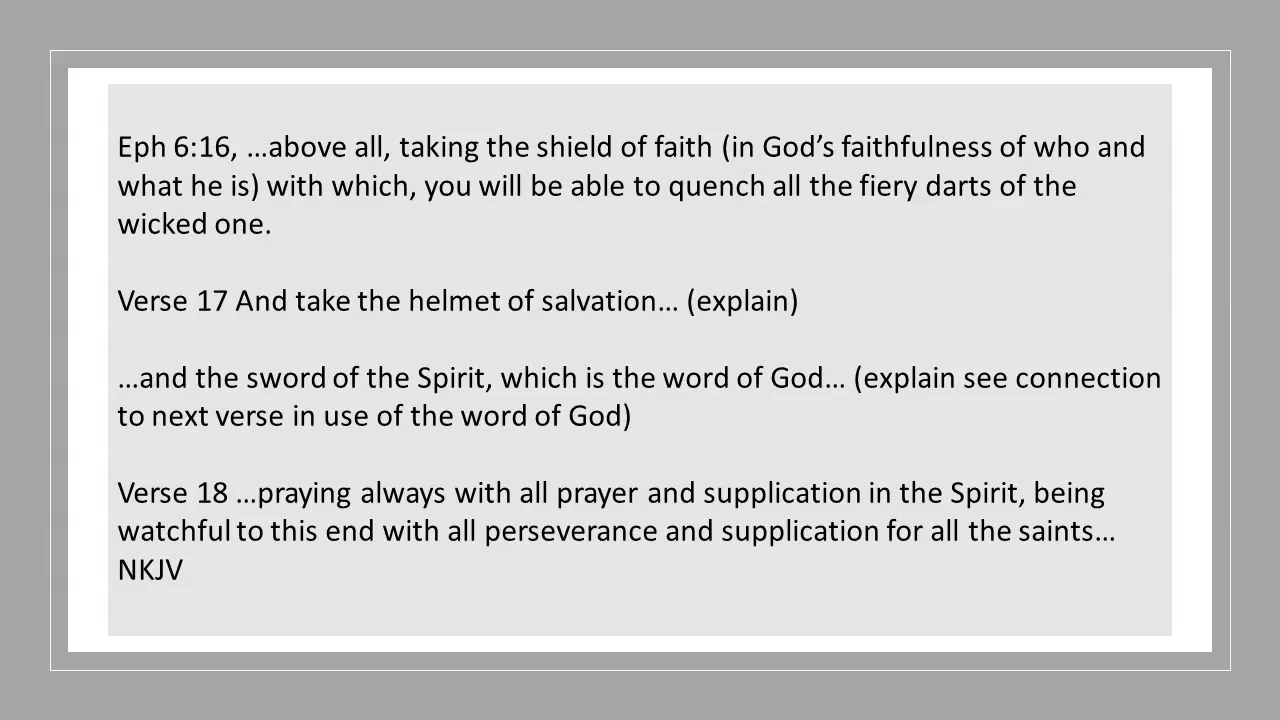 Eph 6:16, …above all, taking the shield of faith (in God’s faithfulness of who and
what he is) with which, you will be able to quench all the fiery darts of the
wicked one.
Verse 17 And take the helmet of salvation… (explain)
…and the sword of the Spirit, which is the word of God… (explain see connection
to next verse in use of the word of God)
Verse 18 …praying always with all prayer and supplication in the Spirit, being
watchful to this end with all perseverance and supplication for all the saints…
NKJV